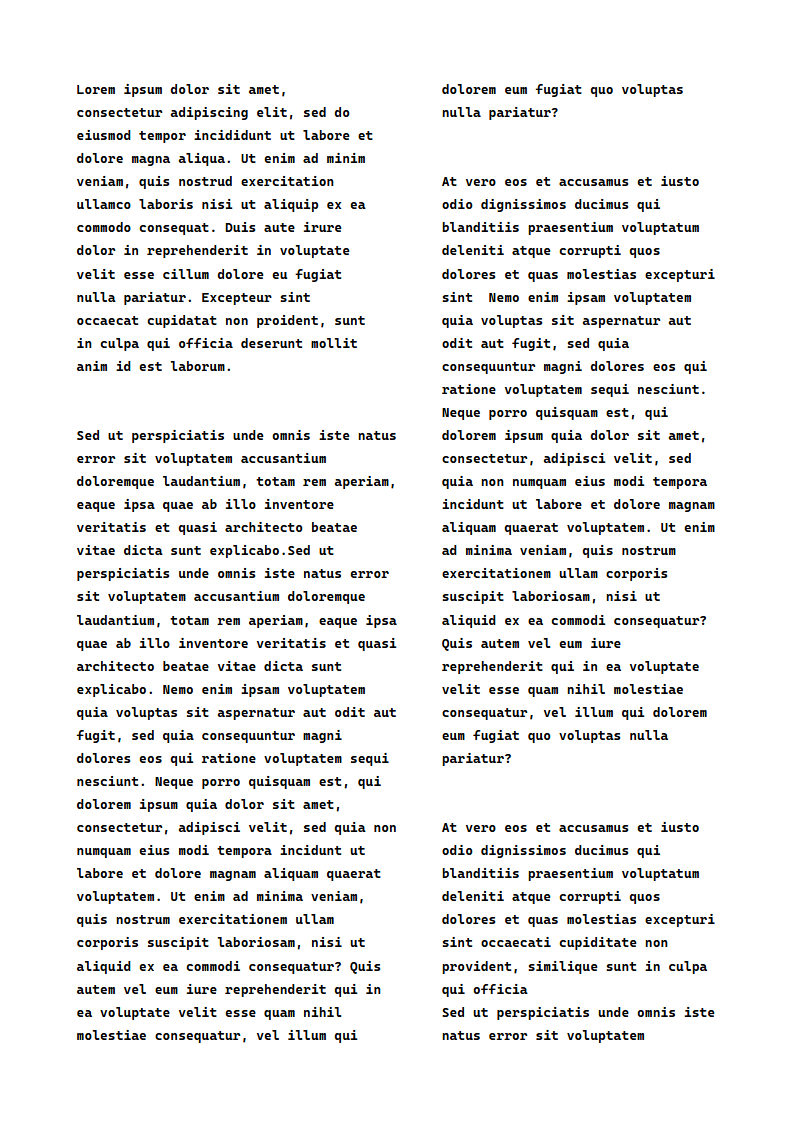 Lorem ipsum dolor sit amet,
consectetur adipiscing elit, sed do
eiusmod tempor incididunt ut labore et
dolore magna aliqua. Ut enim ad minim
veniam, quis nostrud exercitation
ullamco laboris nisi ut aliquip ex ea
commodo consequat. Duis aute irure
dolor in reprehenderit in voluptate
velit esse cillum dolore eu fugiat
nulla pariatur. Excepteur sint
occaecat cupidatat non proident, sunt
in culpa qui officia deserunt mollit
anim id est laborum.
Sed ut perspiciatis unde omnis iste natus
error sit voluptatem accusantium
doloremque laudantium, totam rem aperiam,
eaque ipsa quae ab illo inventore
veritatis et quasi architecto beatae
vitae dicta sunt explicabo.Sed ut
perspiciatis unde omnis iste natus error
sit voluptatem accusantium doloremque
laudantium, totam rem aperiam, eaque ipsa
quae ab illo inventore veritatis et quasi
architecto beatae vitae dicta sunt
explicabo. Nemo enim ipsam voluptatem
quia voluptas sit aspernatur aut odit aut
fugit, sed quia consequuntur magni
dolores eos qui ratione voluptatem sequi
nesciunt. Neque porro quisquam est, qui
dolorem ipsum quia dolor sit amet,
consectetur, adipisci velit, sed quia non
numquam eius modi tempora incidunt ut
labore et dolore magnam aliquam quaerat
voluptatem. Ut enim ad minima veniam,
quis nostrum exercitationem ullam
corporis suscipit laboriosam, nisi ut
aliquid ex ea commodi consequatur? Quis
autem vel eum iure reprehenderit qui in
ea voluptate velit esse quam nihil
molestiae consequatur, vel illum qui
dolorem eum fugiat quo voluptas
nulla pariatur?
At vero eos et accusamus et iusto
odio dignissimos ducimus qui
blanditiis praesentium voluptatum
deleniti atque corrupti quos
dolores et quas molestias excepturi
sint  Nemo enim ipsam voluptatem
quia voluptas sit aspernatur aut
odit aut fugit, sed quia
consequuntur magni dolores eos qui
ratione voluptatem sequi nesciunt.
Neque porro quisquam est, qui
dolorem ipsum quia dolor sit amet,
consectetur, adipisci velit, sed
quia non numquam eius modi tempora
incidunt ut labore et dolore magnam
aliquam quaerat voluptatem. Ut enim
ad minima veniam, quis nostrum
exercitationem ullam corporis
suscipit laboriosam, nisi ut
aliquid ex ea commodi consequatur?
Quis autem vel eum iure
reprehenderit qui in ea voluptate
velit esse quam nihil molestiae
consequatur, vel illum qui dolorem
eum fugiat quo voluptas nulla
pariatur?
At vero eos et accusamus et iusto
odio dignissimos ducimus qui
blanditiis praesentium voluptatum
deleniti atque corrupti quos
dolores et quas molestias excepturi
sint occaecati cupiditate non
provident, similique sunt in culpa
qui officia
Sed ut perspiciatis unde omnis iste
natus error sit voluptatem